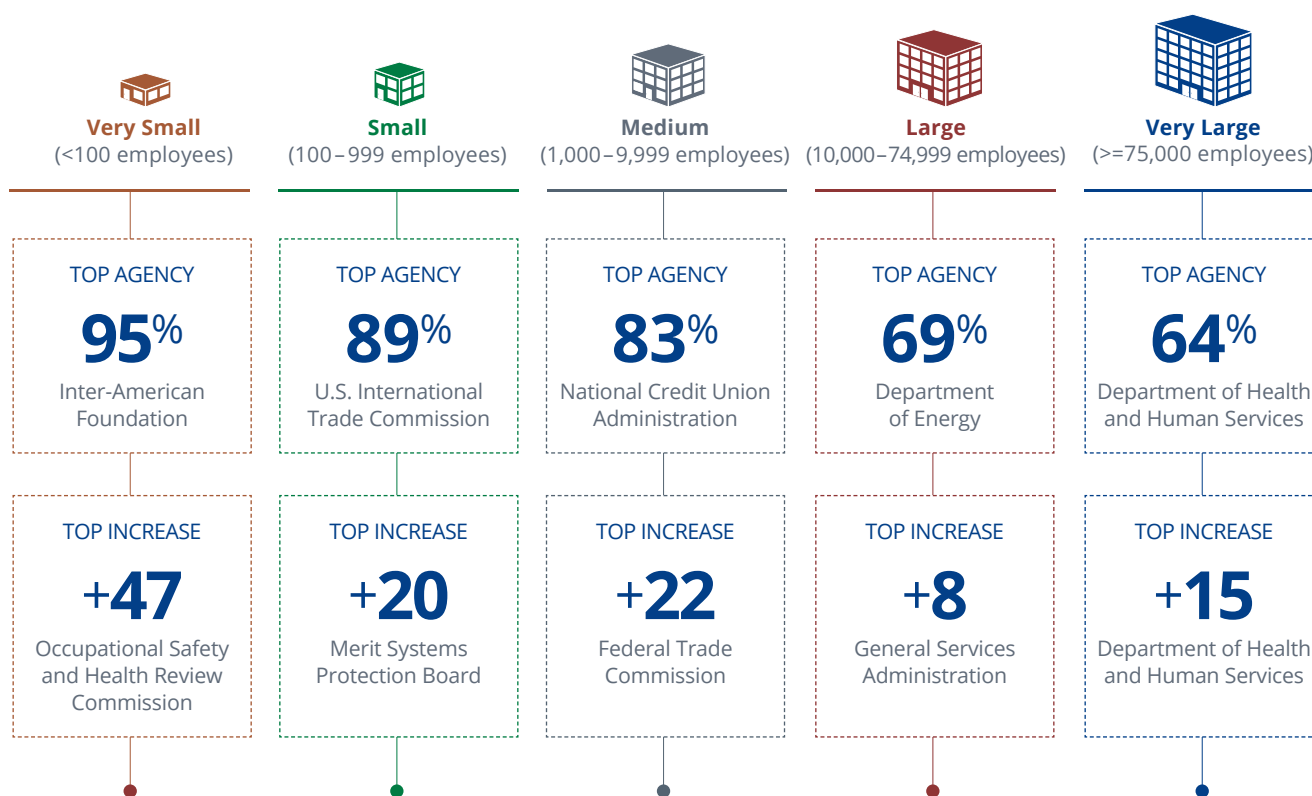 Very Small
(<100 employees)
Small
(100–999 employees)
Medium
(1,000–9,999 employees)
Large
(10,000–74,999 employees)
Very Large
(>=75,000 employees)
TOP AGENCY
95%
Inter-American
Foundation
TOP AGENCY
89%
U.S. International
Trade Commission
TOP AGENCY
83%
National Credit Union
Administration
TOP AGENCY
69%
Department
of Energy
TOP AGENCY
64%
Department of Health
and Human Services
TOP INCREASE
+47
Occupational Safety
and Health Review
Commission
TOP INCREASE
+20
Merit Systems
Protection Board
TOP INCREASE
+22
Federal Trade
Commission
TOP INCREASE
+8
General Services
Administration
TOP INCREASE
+15
Department of Health
and Human Services